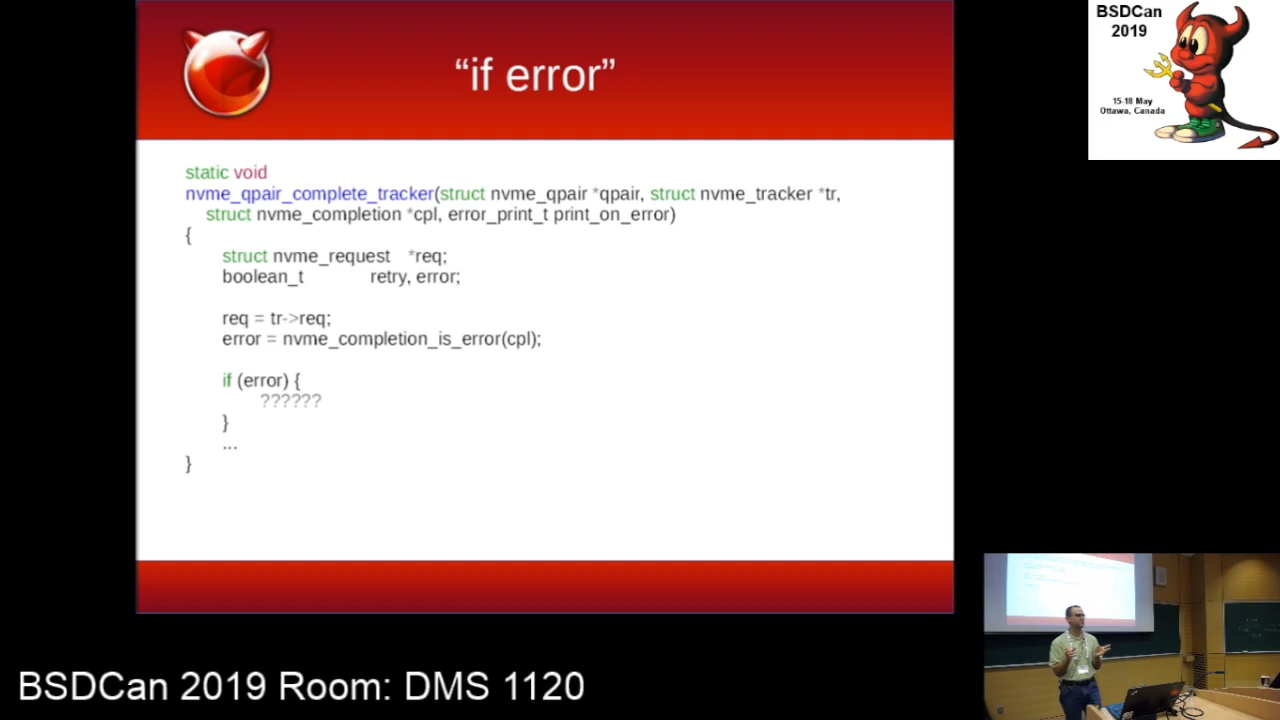 “if error”
static void
nvme_qpair_complete_tracker(struct nvme_qpair *qpair, struct nvme_tracker *tr,
struct nvme_completion *cpl, error_print_t print_on_error)
{
struct nvme_request *req;
boolean_t retry, error;
req = tr->req;
error = nvme_completion_is_error(cpl);
if (error) {
??????
}
...
}
BSDCan
2019
15-18 May
Ottawa, Canada
BSDCan 2019 Room: DMS 1120